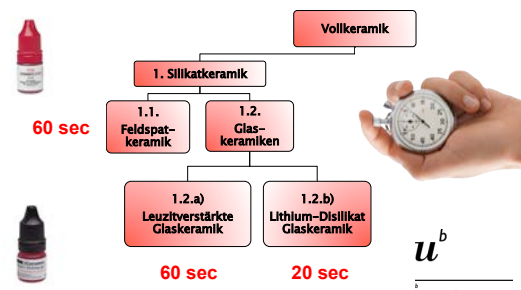 Vollkeramik
1. Silikatkeramik
1.1.
Feldspat-
keramik
1.2.
Glas-
keramiken
60 sec
1.2.a)
Leuzitverstärkte
Glaskeramik
1.2.b)
Lithium-Disilikat
Glaskeramik
60 sec
20 sec
u
b
b